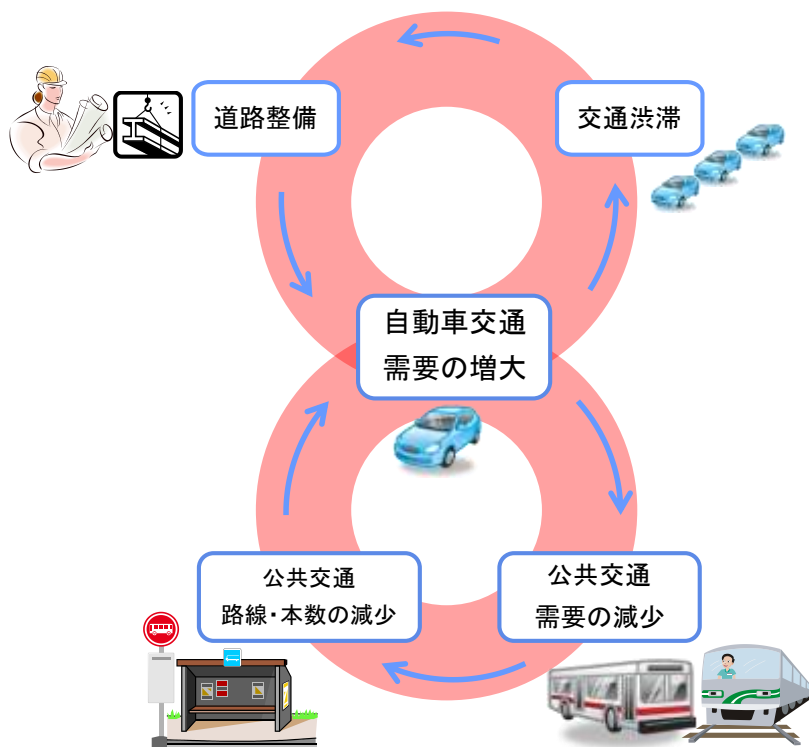 道路整備
交通渋滞
自動車交通
需要の増大
公共交通
路線・本数の減少
公共交通
需要の減少